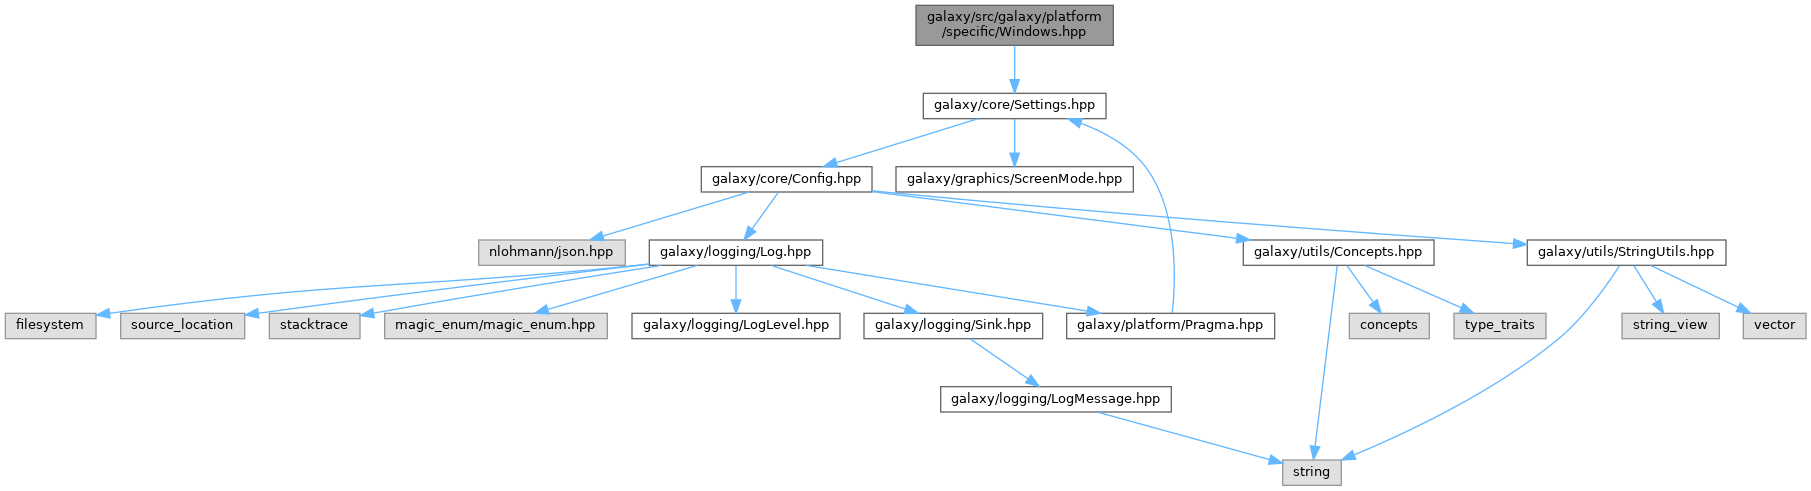 galaxy/src/galaxy/platform
/specific/Windows.hpp
galaxy/core/Settings.hpp
galaxy/core/Config.hpp
galaxy/graphics/ScreenMode.hpp
nlohmann/json.hpp
galaxy/logging/Log.hpp
galaxy/utils/Concepts.hpp
galaxy/utils/StringUtils.hpp
filesystem
source_location
stacktrace
magic_enum/magic_enum.hpp
galaxy/logging/LogLevel.hpp
galaxy/logging/Sink.hpp
galaxy/platform/Pragma.hpp
concepts
type_traits
string_view
vector
galaxy/logging/LogMessage.hpp
string